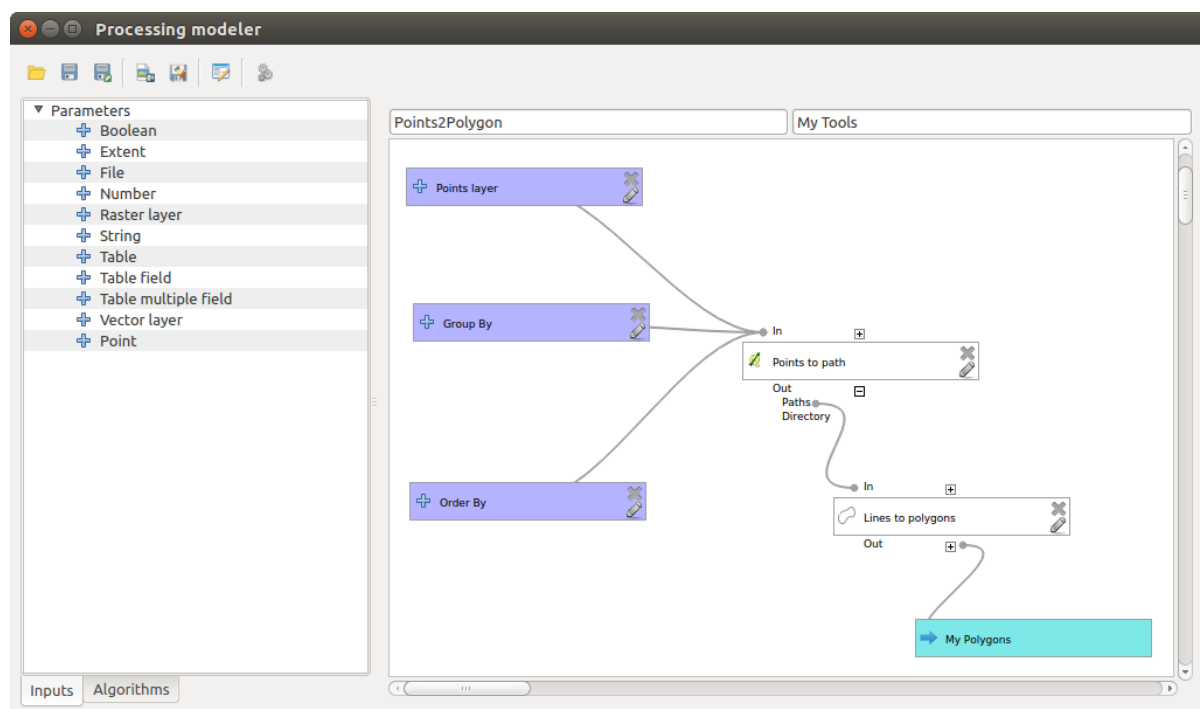 Processing modeler
Parameters
Boolean
Extent
File
Number
Raster layer
String
Table
Table field
Table multiple field
Vector layer
Point
Inputs
Algorithms
Points2Polygon
My Tools
Points layer
Group By
In
Points to path
Out
Paths
Directory
Order By
In
Lines to polygons
Out
My Polygons